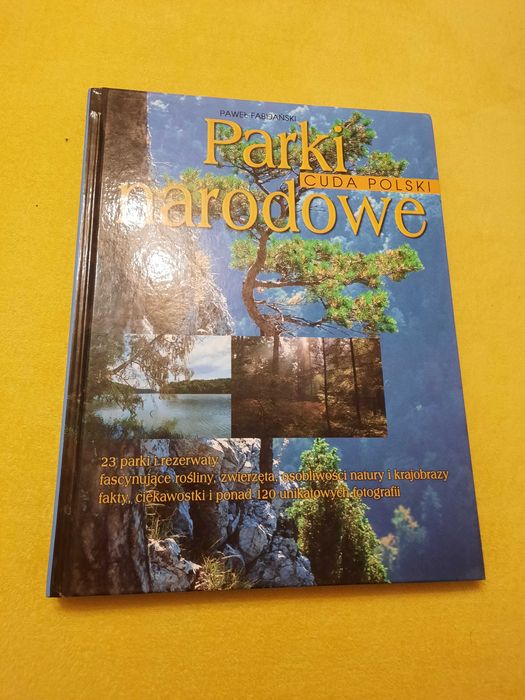 PAWEŁ FABIJAŃSKI
Parki
CUDA POLSKI
narodowe
23 parki i rezerwaty
fascynujące rośliny, zwierzęta, osobliwości natury i krajobrazy
fakty, ciekawostki i ponad 120 unikatowych fotografii